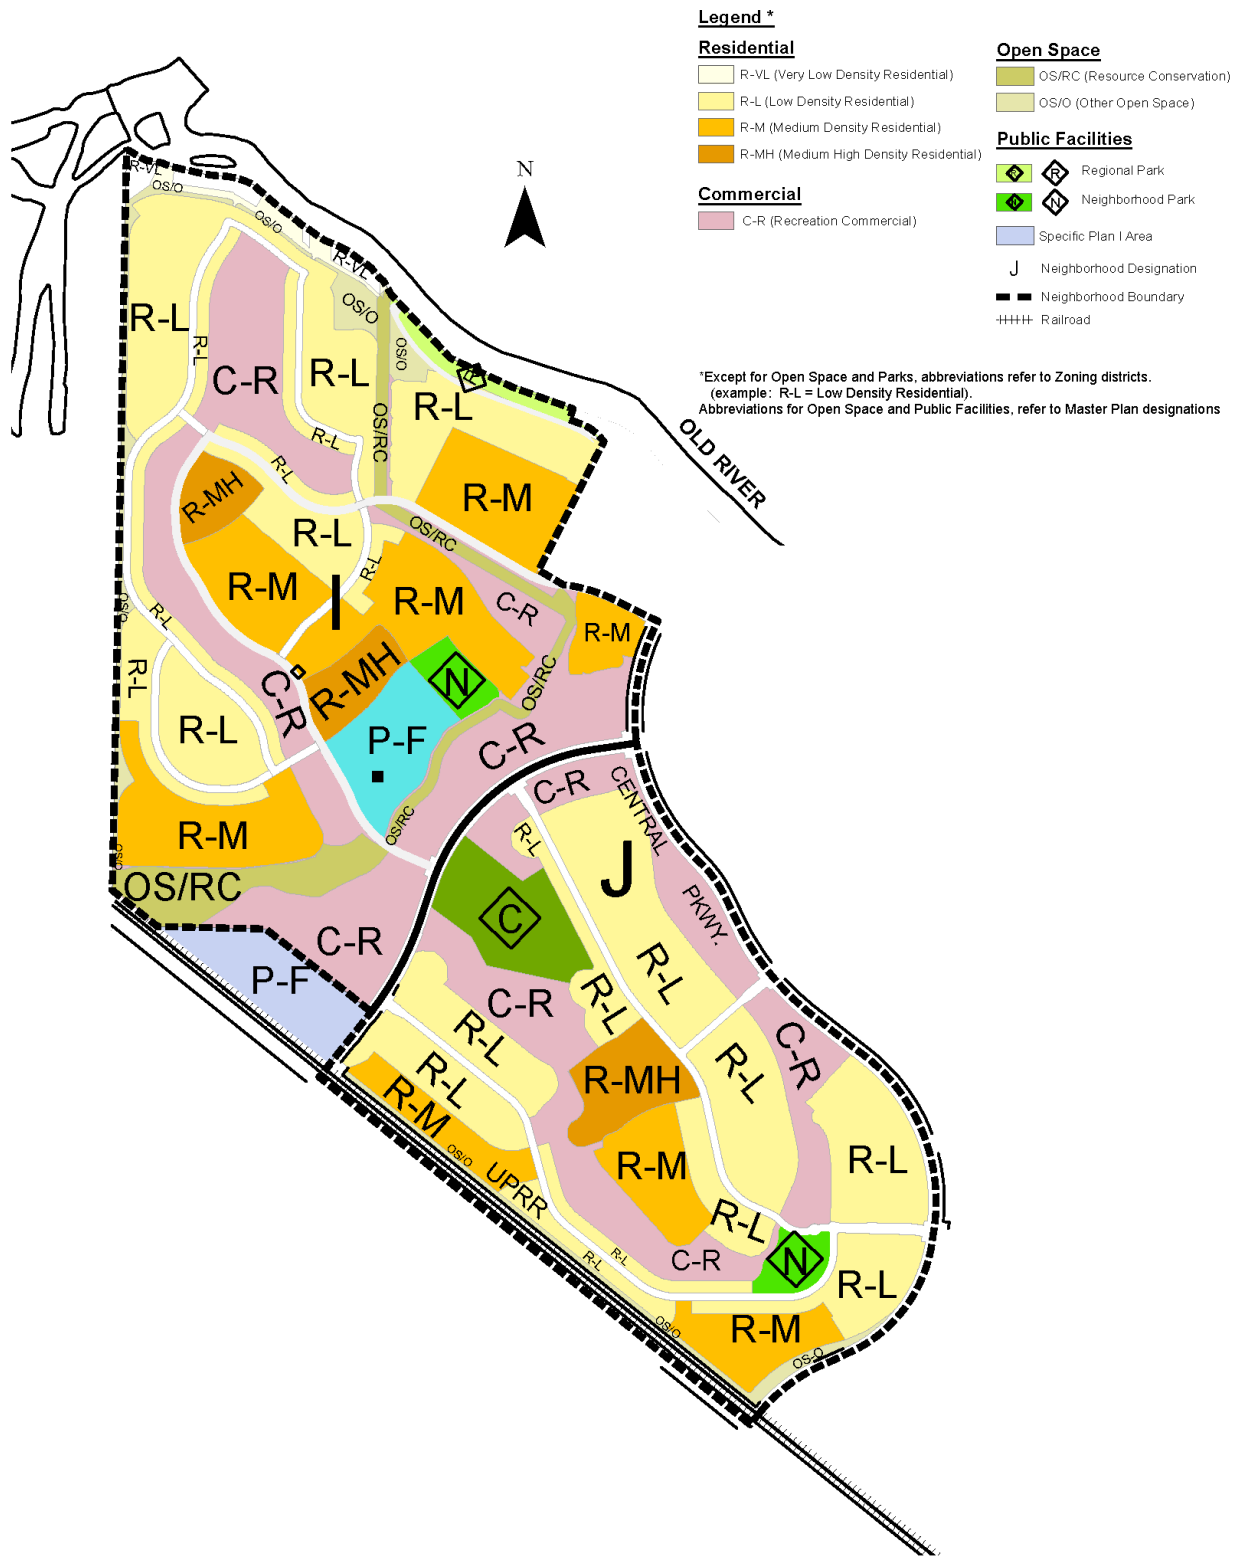 Legend *
Residential
R-VL (Very Low Density Residential)
R-L (Low Density Residential)
R-M (Medium Density Residential)
R-MH (Medium High Density Residential)
Commercial
C-R (Recreation Commercial)
Open Space
OS/RC (Resource Conservation)
OS/O (Other Open Space)
Public Facilities
R R Regional Park
N N Neighborhood Park
Specific Plan I Area
J Neighborhood Designation
Neighborhood Boundary
Railroad
*Except for Open Space and Parks, abbreviations refer to Zoning districts.
(example: R-L = Low Density Residential).
Abbreviations for Open Space and Public Facilities, refer to Master Plan designations
N
OLD RIVER
R-VL
OS/O
OS/O
R-VL
OS/O
R-L
R-L
C-R
R-L
OS/O
R
R-L
OS/RC
R-L
R-L
R-MH
R-M
R-L
OS/RC
R-L
R-M
I
R-M
C-R
R-M
OS/O
R-L
R-L
R-MH
N
OS/RC
C-R
R-L
P-F
C-R
C-R
CENTRAL
PKWY.
R-M
OS/RC
R-L
J
OS/O
OS/RC
C
C-R
P-F
R-L
R-L
C-R
R-L
C-R
R-L
R-MH
R-L
R-M
R-M
R-L
OS/O
UPRR
R-L
N
C-R
R-L
R-L
R-L
R-M
OS/O
OS-O